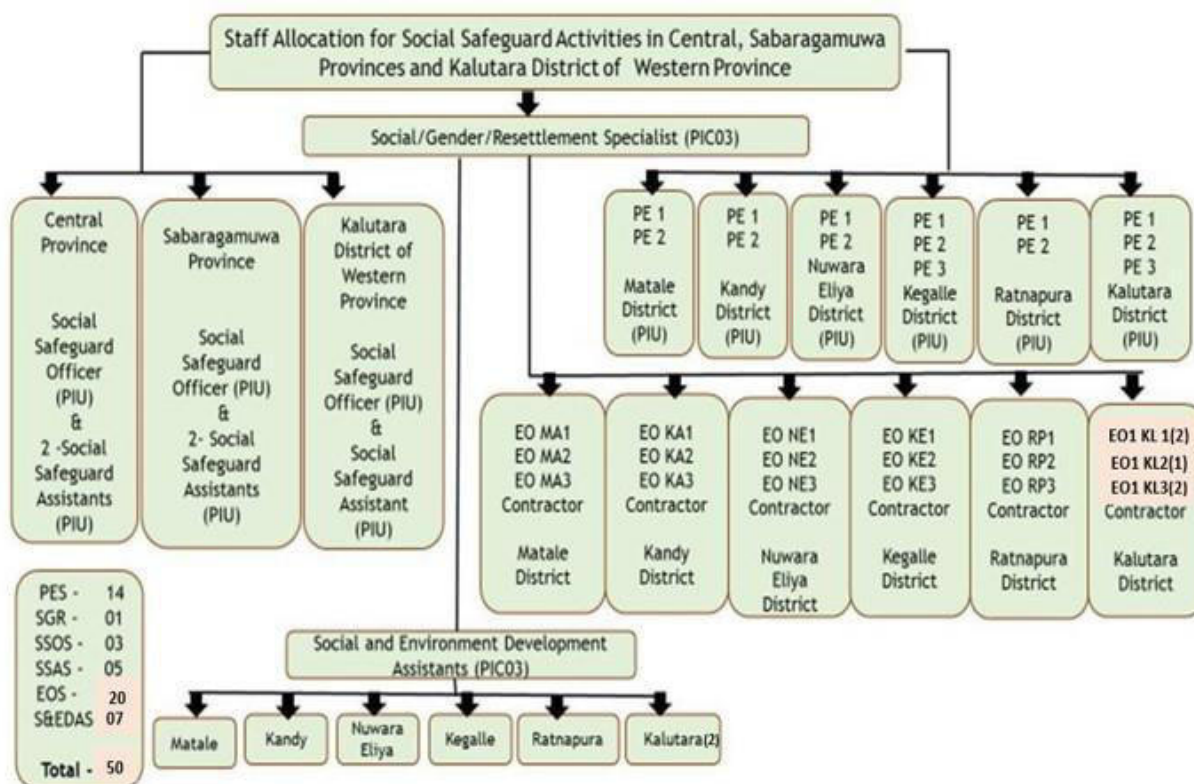 Staff Allocation for Social Safeguard Activities in Central, Sabaragamuwa
Provinces and Kalutara District of Western Province
Social/Gender/Resettlement Specialist (PIC03)
Central
Province
Social
Safeguard
Officer
(PIU)
&
2 -Social
Safeguard
Assistants
(PIU)
Sabaragamuwa
Province
Social
Safeguard
Officer (PIU)
&
2- Social
Safeguard
Assistants
(PIU)
Kalutara
District of
Western
Province
Social
Safeguard
Officer (PIU)
&
Social
Safeguard
Assistant
(PIU)
PE 1
PE 2
Matale
District
(PIU)
PE 1
PE 2
Kandy
District
(PIU)
PE 1
PE 2
Nuwara
Eliya
District
(PIU)
PE 1
PE 2
PE 3
Kegalle
District
(PIU)
PE 1
PE 2
Ratnapura
District
(PIU)
PE 1
PE 2
PE 3
Kalutara
District
(PIU)
EO MA1
EO MA2
EO MA3
Contractor
Matale
District
EO KA1
EO KA2
EO KA3
Contractor
Kandy
District
EO NE1
EO NE2
EO NE3
Contractor
Nuwara
Eliya
District
EO KE1
EO KE2
EO KE3
Contractor
Kegalle
District
EO RP1
EO RP2
EO RP3
Contractor
Ratnapura
District
EO1 KL 1(2)
EO1 KL2(1)
EO1 KL3(2)
Contractor
Kalutara
District
PES - 14
SGR - 01
SSOS - 03
SSAS - 05
EOS - 20
S&EDAS 07
Total - 50
Social and Environment Development
Assistants (PIC03)
Matale
Kandy
Nuwara
Eliya
Kegalle
Ratnapura
Kalutara(2)